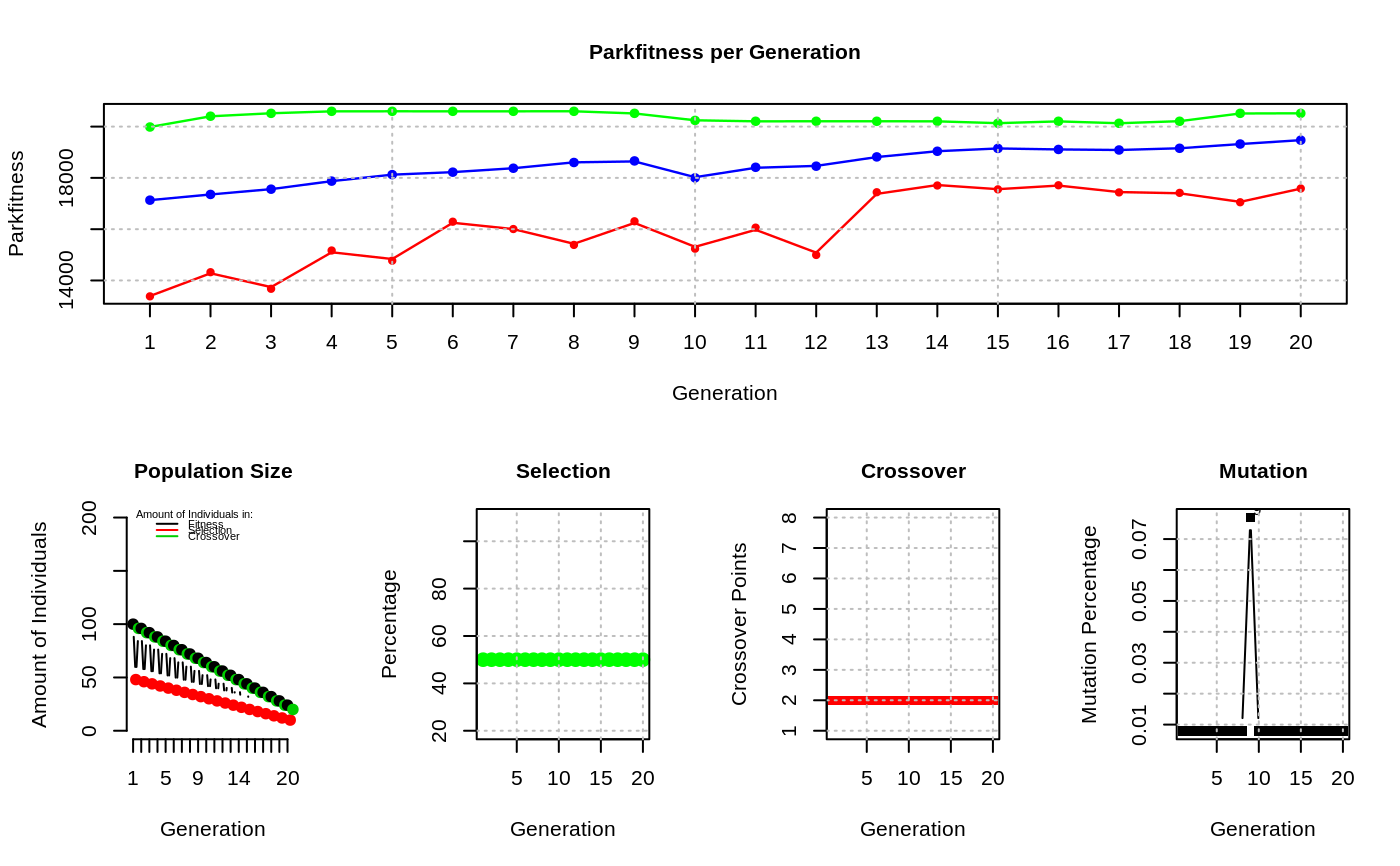 Parkfitness per Generation
Parkfitness
18000
14000
1 2 3 4 5 6 7 8 9 10 11 12 13 14 15 16 17 18 19 20
Generation
Population Size
Amount of Individuals
200
100
50
0
Amount of Individuals in:
Fitness
Selection
Crossover
1 5 9 14 20
Generation
Selection
Percentage
80
60
40
20
5 10 15 20
Generation
Crossover
Crossover Points
8
7
6
5
4
3
2
1
5 10 15 20
Generation
Mutation
Mutation Percentage
0.07
0.05
0.03
0.01
5 10 15 20
Generation